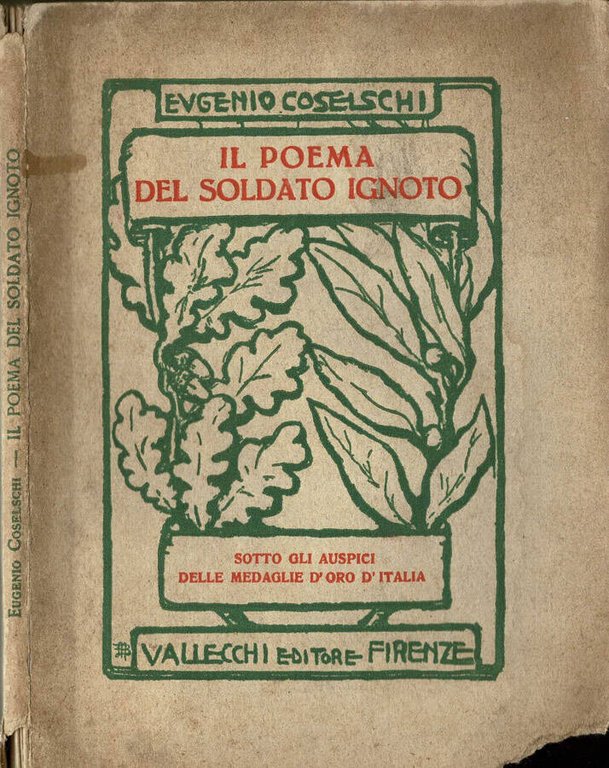 EVGENIO COSELSCHI
IL POEMA
DEL SOLDATO IGNOTO
SOTTO GLI AUSPICI
DELLE MEDAGLIE D'ORO D'ITALIA
VALLECCHI EDITORE FIRENZE
EUGENIO COSELSCHI — IL POEMA DEL SOLDATO IGNOTO